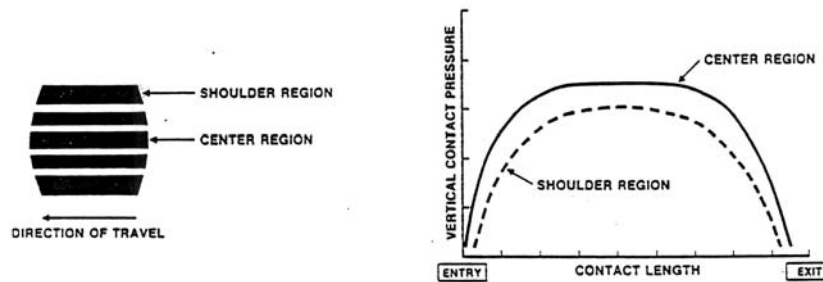 SHOULDER REGION
CENTER REGION
DIRECTION OF TRAVEL
VERTICAL CONTACT PRESSURE
CENTER REGION
SHOULDER REGION
ENTRY
CONTACT LENGTH
EXIT